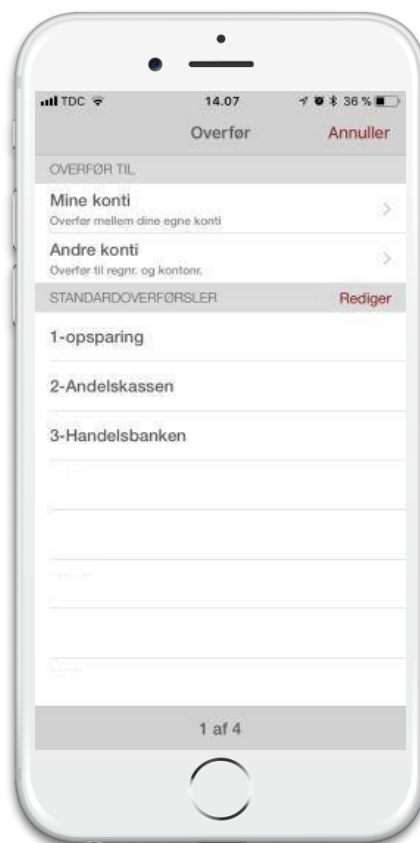 TDC 14.07 36 %
Overfør Annuller
OVERFØR TIL
Mine konti
Overfør mellem dine egne konti
Andre konti
Overfør til regnr. og kontonr.
STANDARDOVERFØRSLER Rediger
1-opsparing
2-Andelskassen
3-Handelsbanken
1 af 4